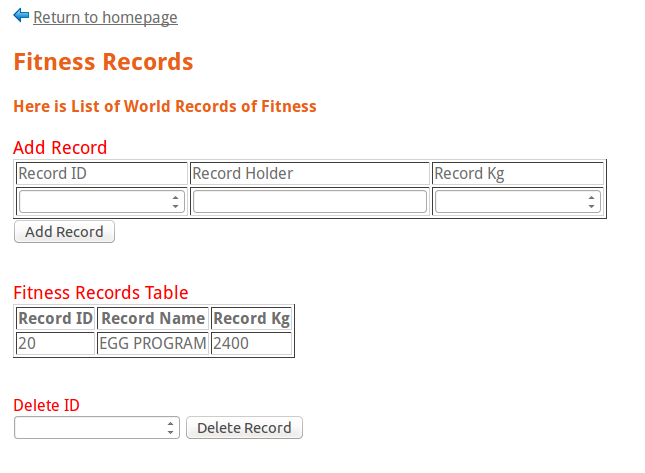 Return to homepage
Fitness Records
Here is List of World Records of Fitness
Add Record
Record ID Record Holder Record Kg
Add Record
Fitness Records Table
Record ID Record Name Record Kg
20 EGG PROGRAM 2400
Delete ID
Delete Record